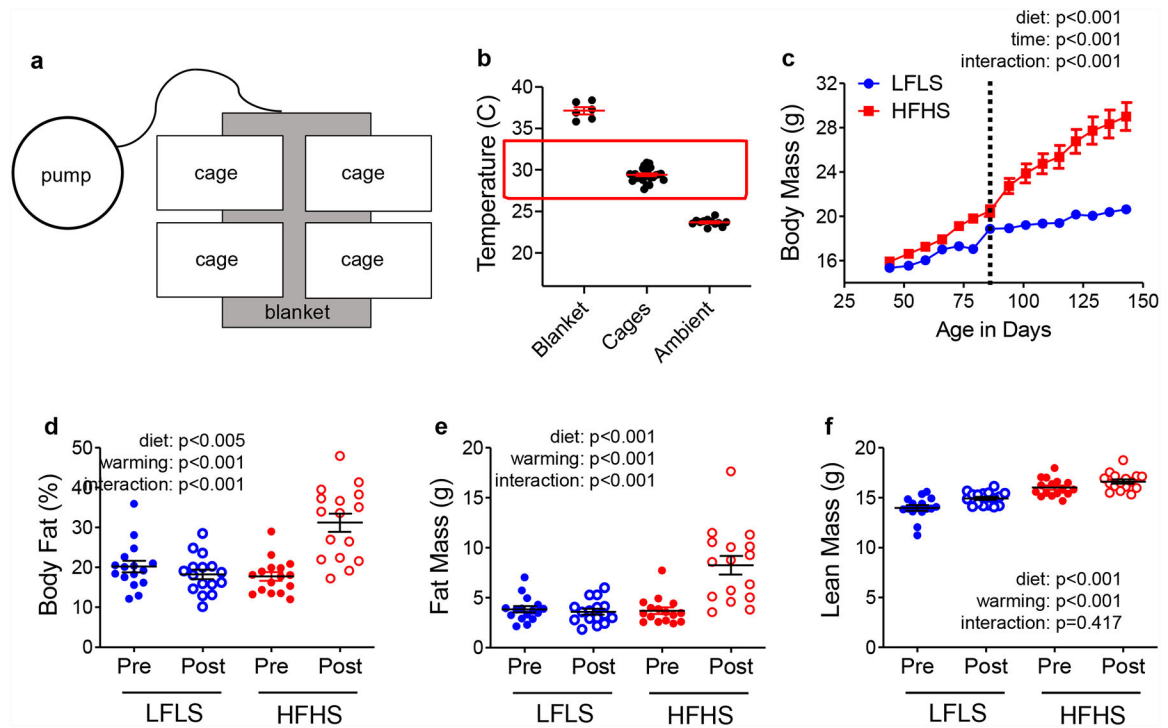 a
pump
cage
cage
cage
cage
blanket
b
Temperature (C)
40
35
30
25
20
Blanket
Cages
Ambient
diet: p<0.001
time: p<0.001
interaction: p<0.001
c
LFLS
HFHS
Body Mass (g)
32
28
24
20
16
25
50
75
100
125
150
Age in Days
d
diet: p<0.005
warming: p<0.001
interaction: p<0.001
Body Fat (%)
50
40
30
20
10
0
Pre
Post
Pre
Post
LFLS
HFHS
e
diet: p<0.001
warming: p<0.001
interaction: p<0.001
Fat Mass (g)
20
15
10
5
0
Pre
Post
Pre
Post
LFLS
HFHS
f
Lean Mass (g)
20
15
10
5
0
diet: p<0.001
warming: p<0.001
interaction: p=0.417
Pre
Post
Pre
Post
LFLS
HFHS